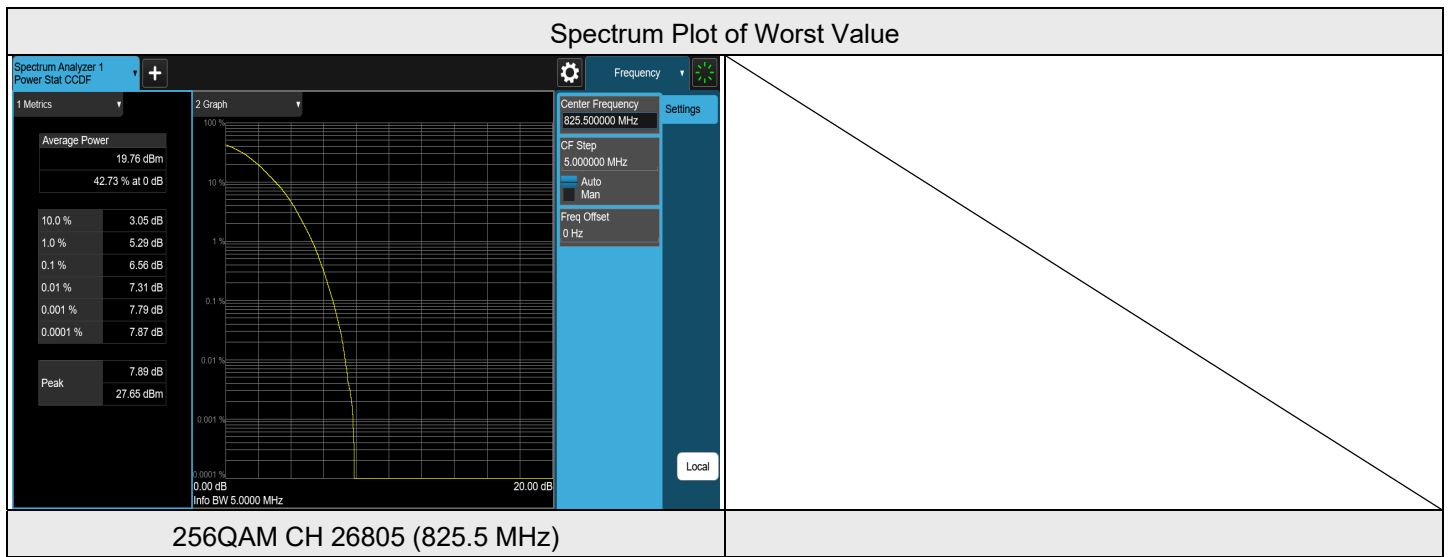 Spectrum Plot of Worst Value
Spectrum Analyzer 1
Power Stat CCDF
+
Frequency
1 Metrics
2 Graph
Center Frequency
825.500000 MHz
Settings
CF Step
5.000000 MHz
Auto
Man
Freq Offset
0 Hz
Average Power
19.76 dBm
42.73 % at 0 dB
10.0 % 3.05 dB
1.0 % 5.29 dB
0.1 % 6.56 dB
0.01 % 7.31 dB
0.001 % 7.79 dB
0.0001 % 7.87 dB
Peak 7.89 dB
27.65 dBm
100 %
10 %
1 %
0.1 %
0.01 %
0.001 %
0.0001 %
0.00 dB 20.00 dB
Info BW 5.0000 MHz
Local
256QAM CH 26805 (825.5 MHz)